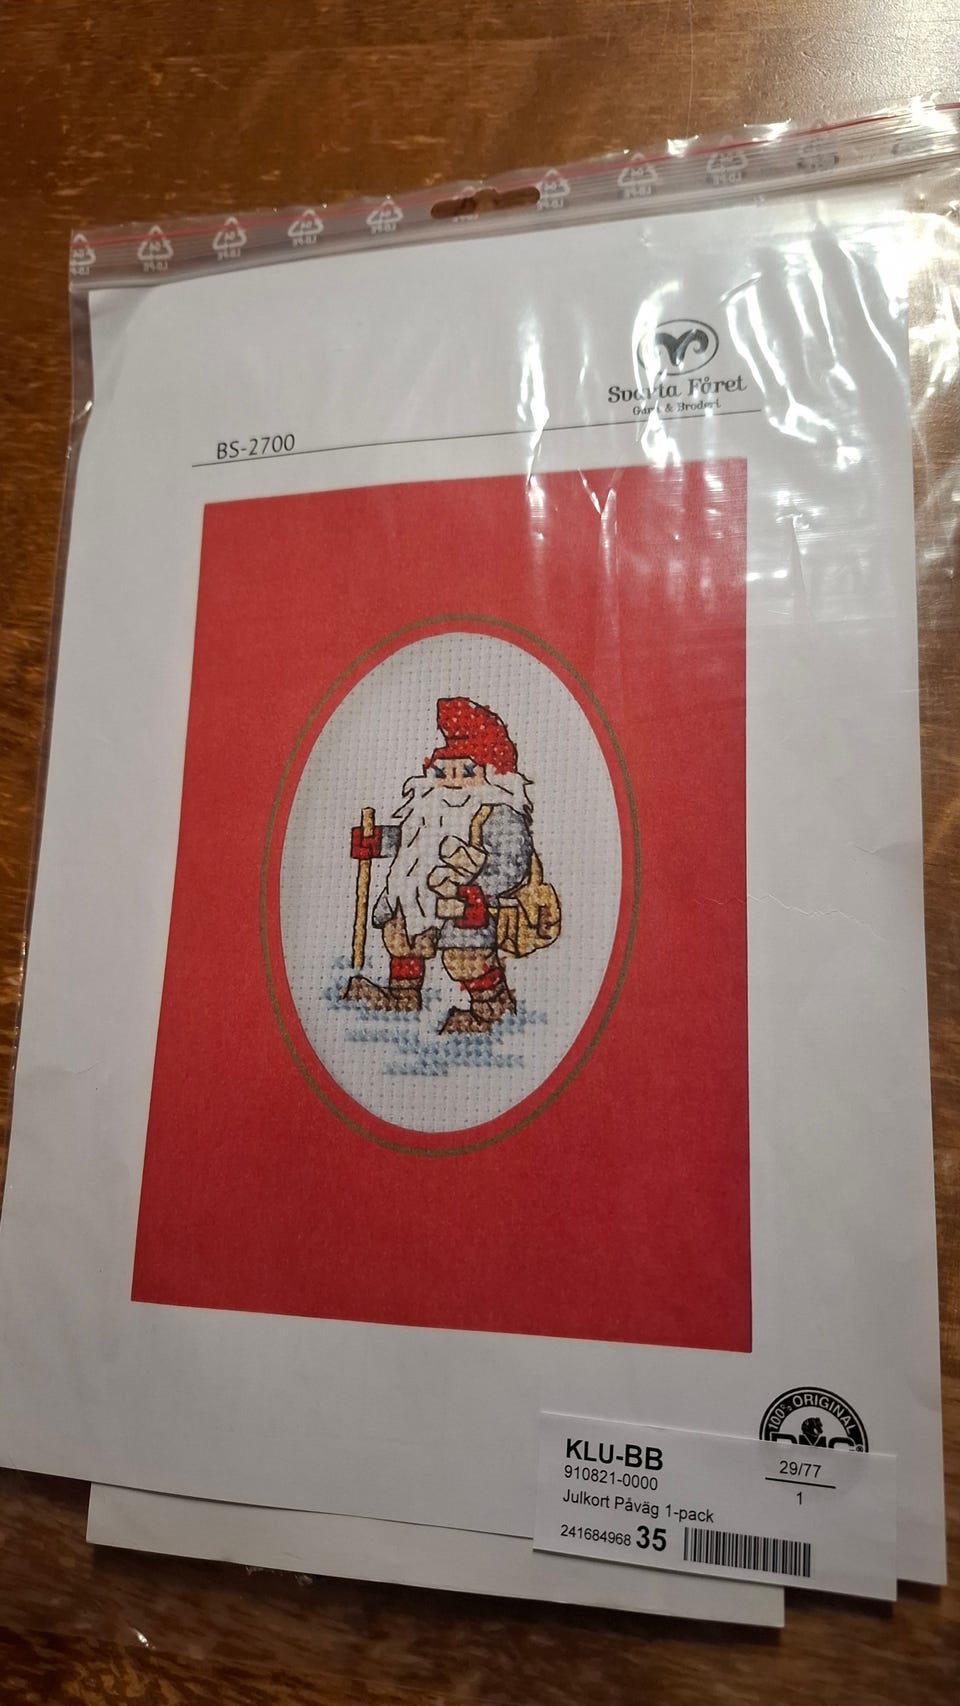 Svarta Fåret
Garn & Broderi
BS-2700
100% ORIGINAL
DMC®
KLU-BB
910821-0000
29/77
1
Julkort Påväg 1-pack
241684968 35